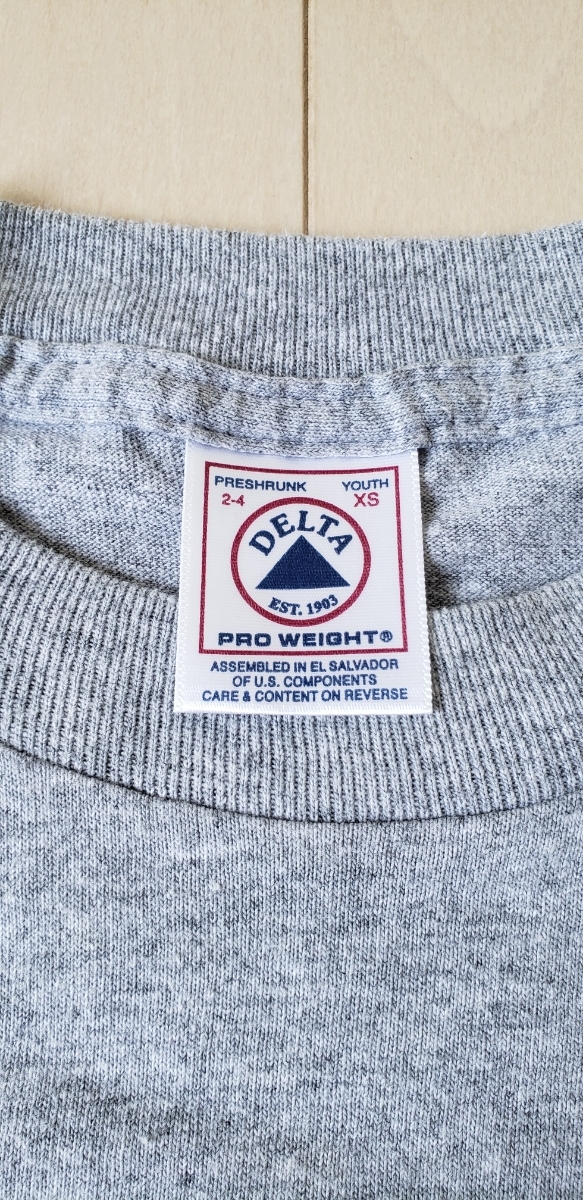 PRESHRUNK YOUTH
2-4 XS
DELTA
EST. 1903
PRO WEIGHT®
ASSEMBLED IN EL SALVADOR
OF U.S. COMPONENTS
CARE & CONTENT ON REVERSE